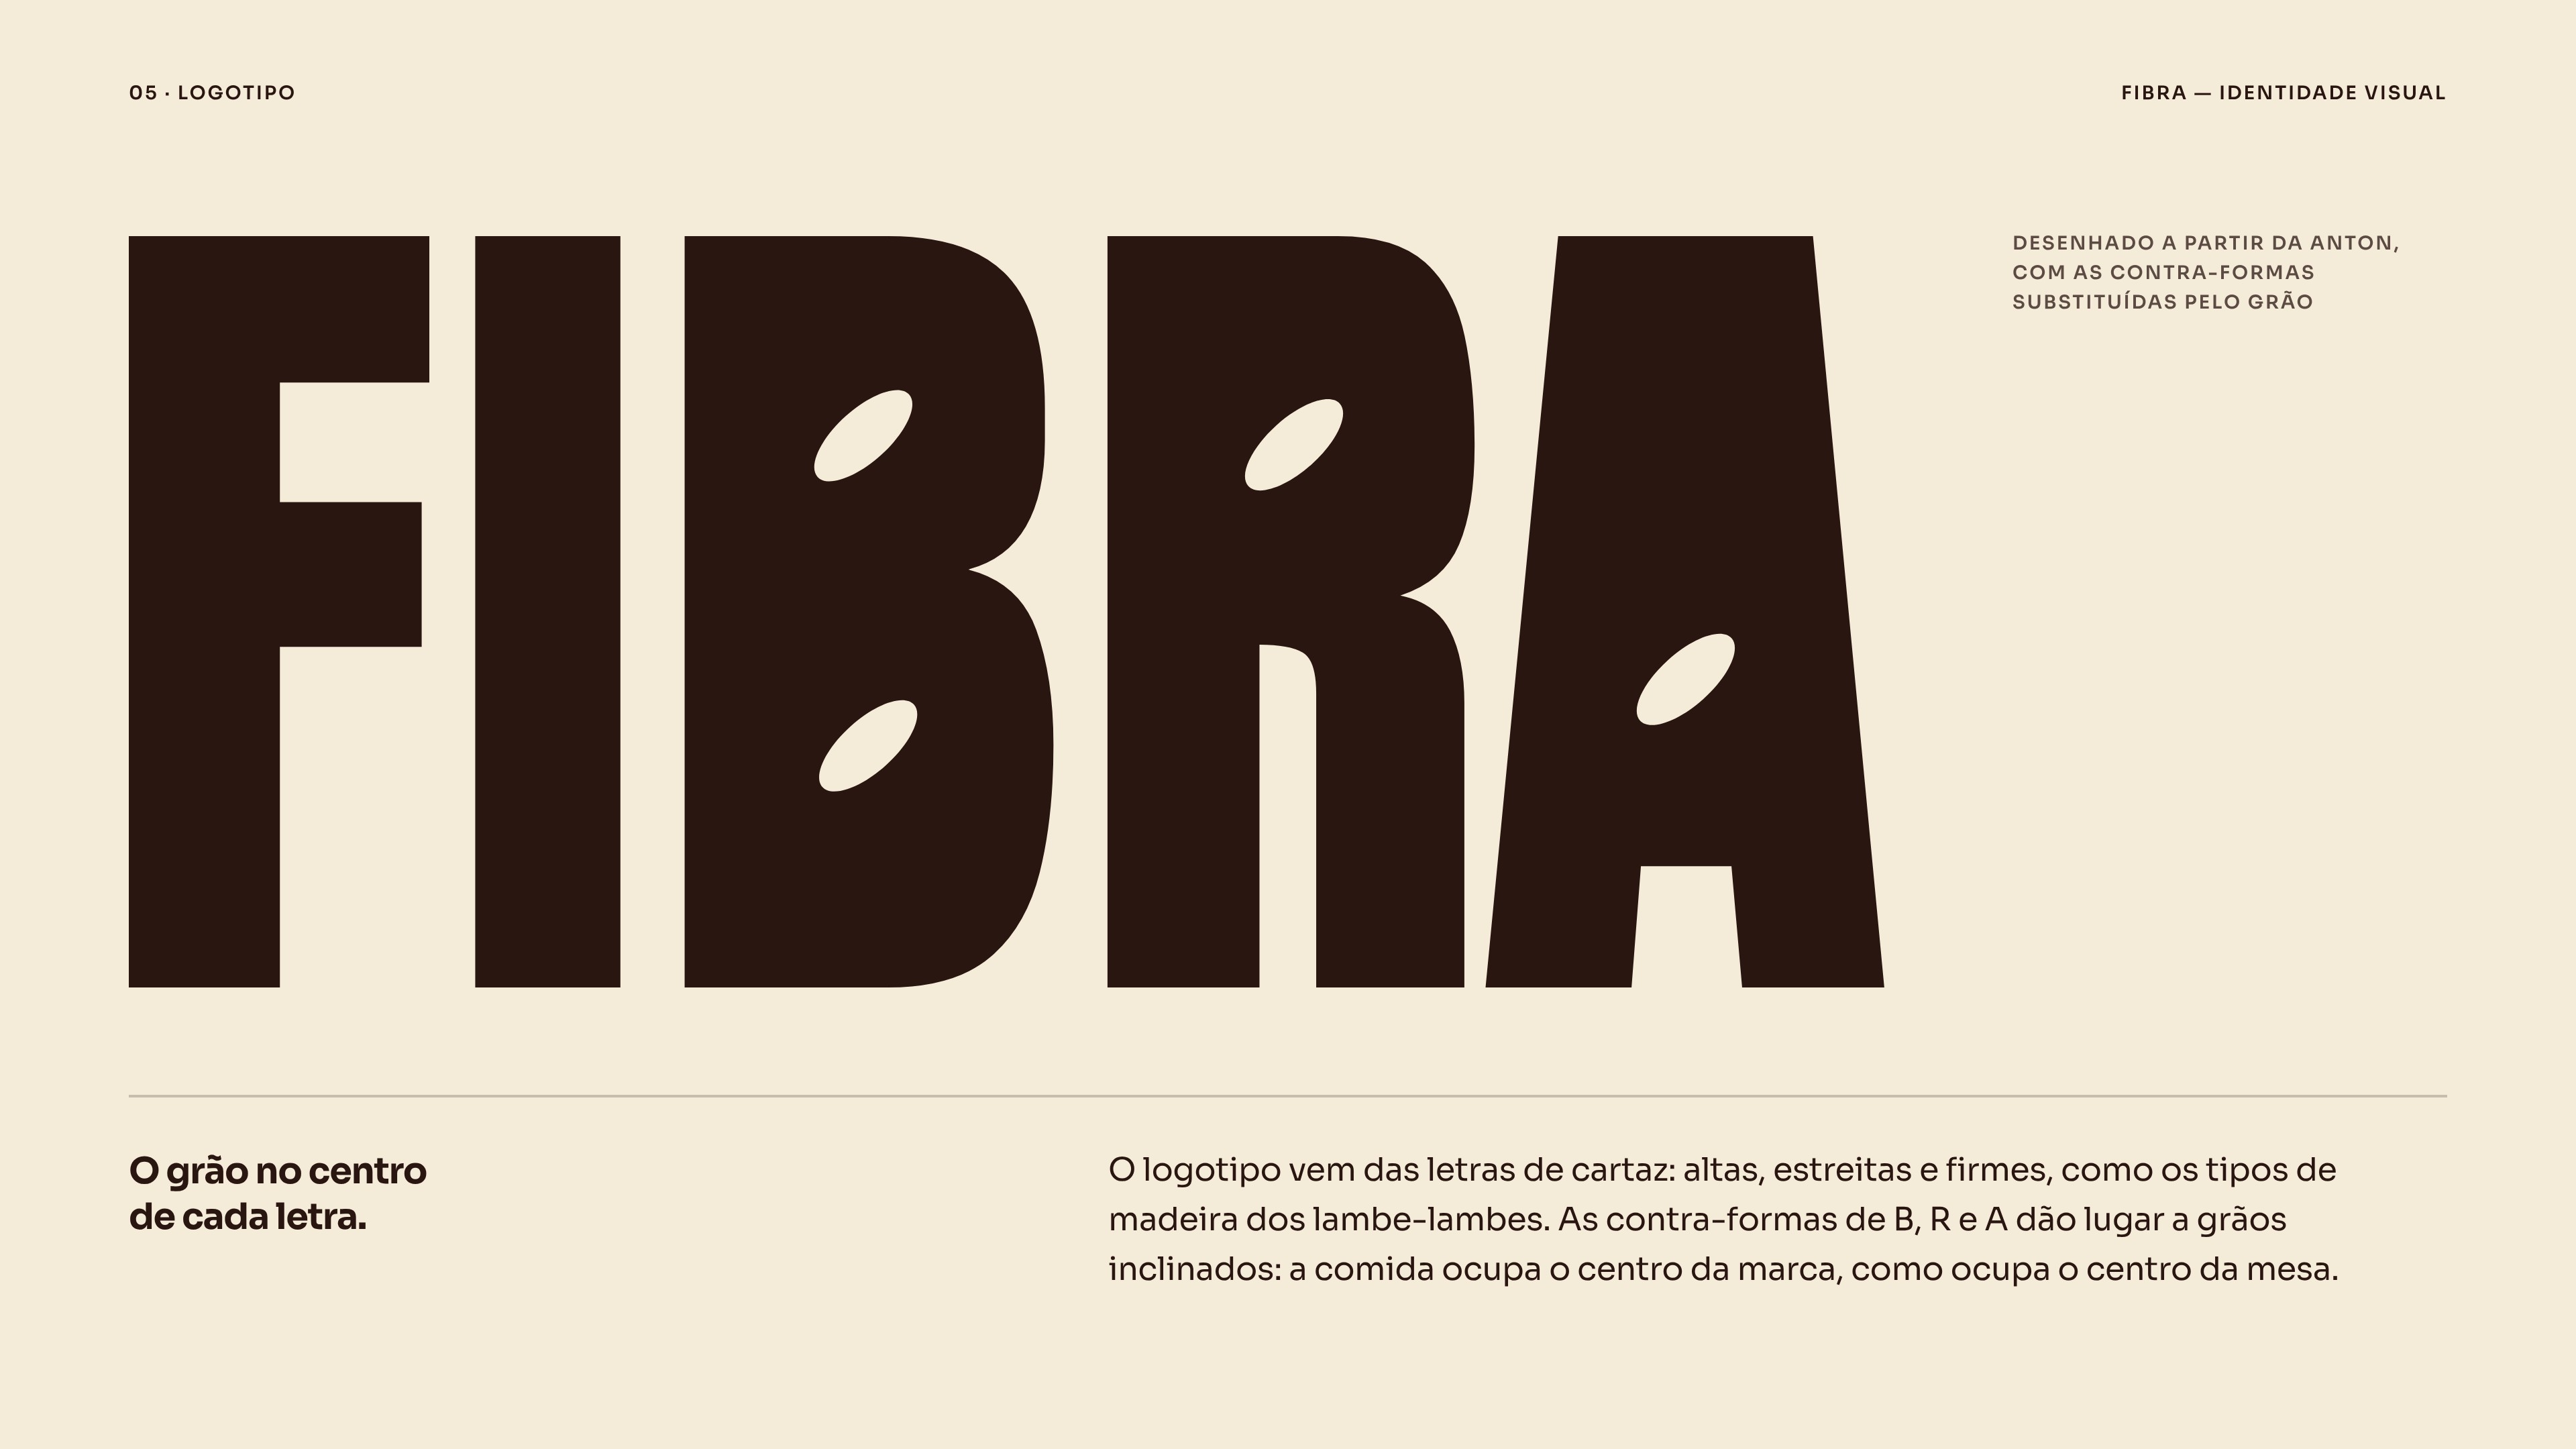 05 · LOGOTIPO
FIBRA — IDENTIDADE VISUAL
FIBRA
DESENHADO A PARTIR DA ANTON,
COM AS CONTRA-FORMAS
SUBSTITUÍDAS PELO GRÃO
O grão no centro
de cada letra.
O logotipo vem das letras de cartaz: altas, estreitas e firmes, como os tipos de
madeira dos lambe-lambes. As contra-formas de B, R e A dão lugar a grãos
inclinados: a comida ocupa o centro da marca, como ocupa o centro da mesa.